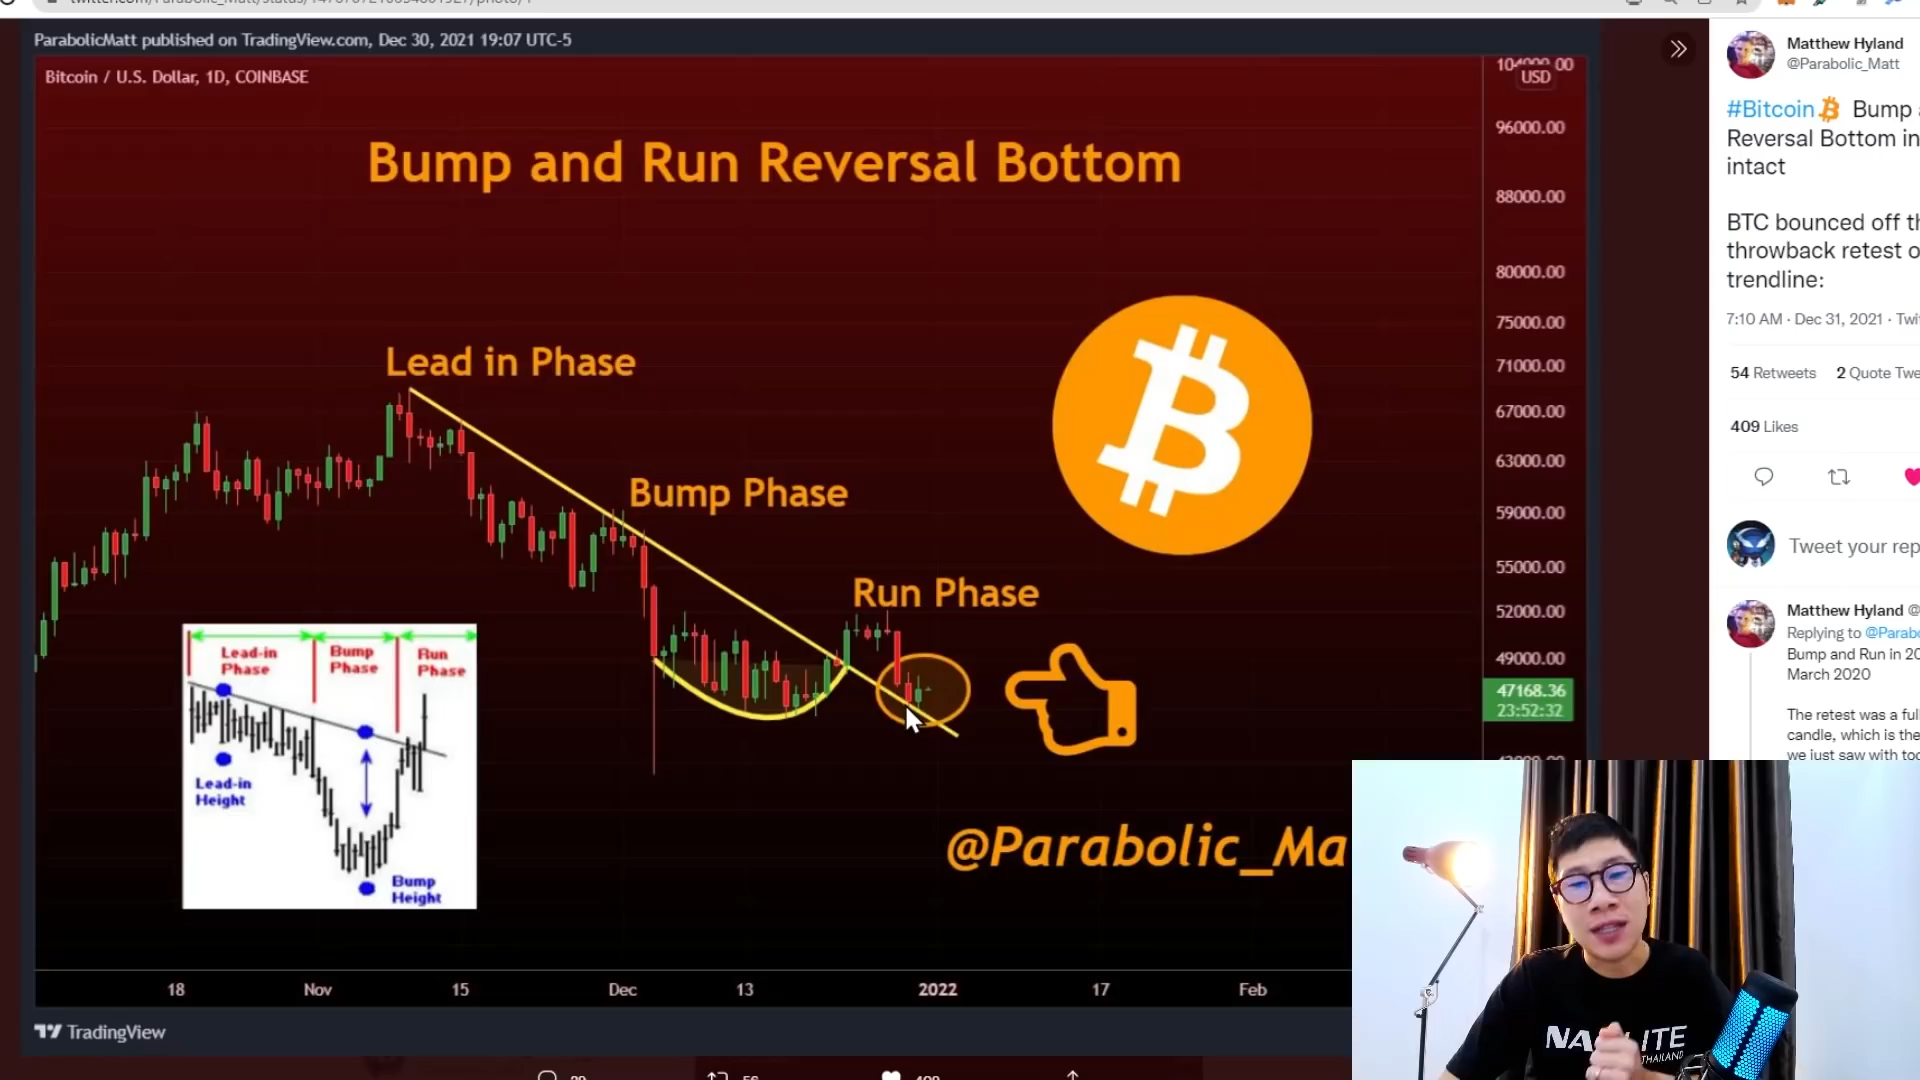 ParabolicMatt published on TradingView.com, Dec 30, 2021 19:07 UTC-5
Bitcoin / U.S. Dollar, 1D, COINBASE
Bump and Run Reversal Bottom
Lead in Phase
Bump Phase
Run Phase
@Parabolic_Ma
Lead-in
Phase
Bump
Phase
Run
Phase
Lead-in
Height
Bump
Height
USD
96000.00
88000.00
80000.00
75000.00
71000.00
67000.00
63000.00
59000.00
55000.00
52000.00
49000.00
47168.36
23:52:32
18
Nov
15
Dec
13
2022
17
Feb
TradingView
Matthew Hyland
@Parabolic_Matt
#Bitcoin Bump
Reversal Bottom in
intact
BTC bounced off th
throwback retest o
trendline:
7:10 AM · Dec 31, 2021 · Twi
54 Retweets 2 Quote Twe
409 Likes
Tweet your rep
Matthew Hyland @
Replying to @Parab
Bump and Run in 20
March 2020
The retest was a ful
candle, which is the
we just saw with to
THAILAND